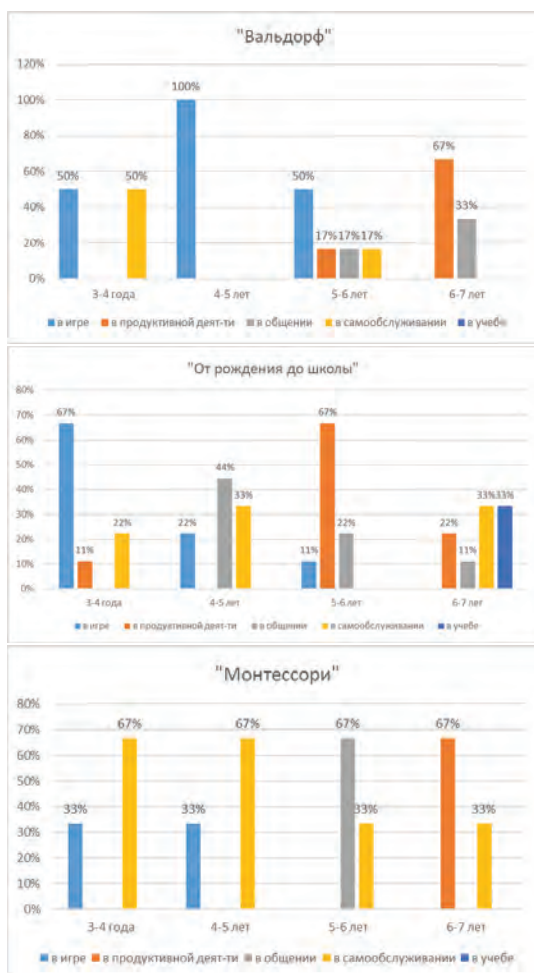 "Вальдорф"
120%
100%
80%
60%
40%
20%
0%
50%
50%
100%
50%
17%
17%
17%
67%
33%
3-4 года
4-5 лет
5-6 лет
6-7 лет
в игре
в продуктивной деят-ти
в общении
в самообслуживании
в учебе
"От рождения до школы"
80%
70%
60%
50%
40%
30%
20%
10%
0%
67%
11%
22%
22%
44%
33%
11%
67%
22%
22%
11%
33%
33%
3-4 года
4-5 лет
5-6 лет
6-7 лет
в игре
в продуктивной деят-ти
в общении
в самообслуживании
в учебе
"Монтессори"
80%
70%
60%
50%
40%
30%
20%
10%
0%
33%
67%
33%
67%
67%
33%
67%
33%
3-4 года
4-5 лет
5-6 лет
6-7 лет
в игре
в продуктивной деят-ти
в общении
в самообслуживании
в учебе